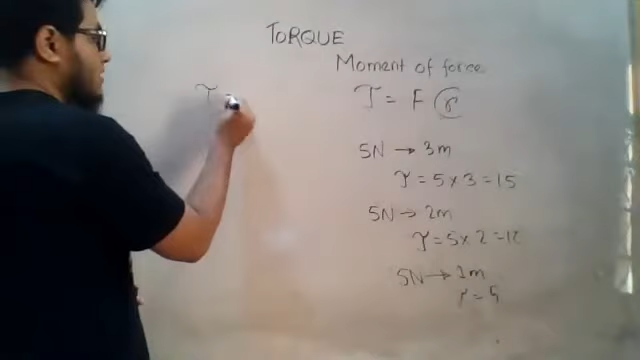 TORQUE
Moment of force
τ = F r
5N → 3m
τ = 5 × 3 = 15
5N → 2m
τ = 5 × 2 = 10
5N → 1m
τ = 5
τ